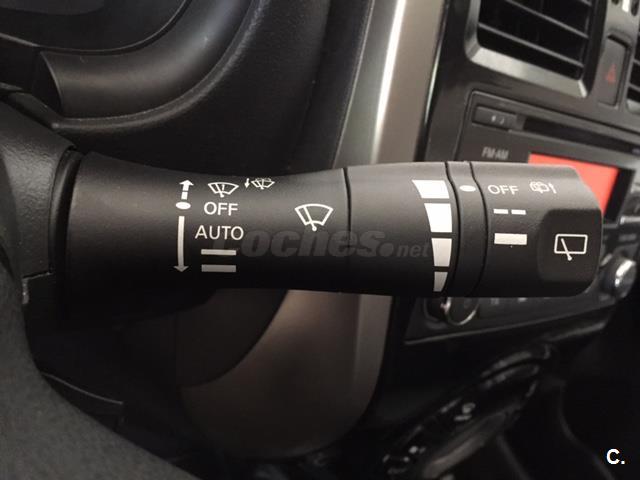 FM-AM
OFF
OFF
AUTO
coches.net
C.